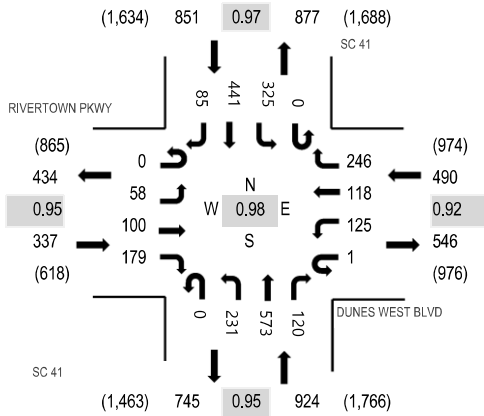 (1,634) 851 0.97 877 (1,688)
SC 41
85 441 325 0
RIVERTOWN PKWY
(865) (974)
434 0 246 490
58 118
0.95 N 0.92
W 0.98 E
100 125
337 S 546
179 1
(618) (976)
0 231 573 120
DUNES WEST BLVD
SC 41
(1,463) 745 0.95 924 (1,766)